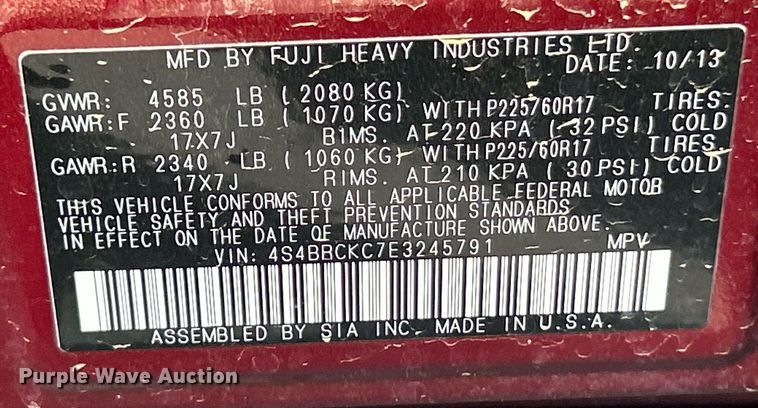 MFD BY FUJI HEAVY INDUSTRIES LTD.
DATE: 10/13
GVWR: 4585 LB ( 2080 KG)
GAWR:F 2360 LB ( 1070 KG) WITH P225/60R17 TIRES.
17X7J RIMS. AT 220 KPA ( 32 PSI) COLD
GAWR:R 2340 LB ( 1060 KG) WITH P225/60R17 TIRES.
17X7J RIMS. AT 210 KPA ( 30 PSI) COLD
THIS VEHICLE CONFORMS TO ALL APPLICABLE FEDERAL MOTOR
VEHICLE SAFETY AND THEFT PREVENTION STANDARDS
IN EFFECT ON THE DATE OF MANUFACTURE SHOWN ABOVE.
VIN: 4S4BRCKC7E3245791 MPV
ASSEMBLED BY SIA INC. MADE IN U.S.A.
Purple Wave Auction